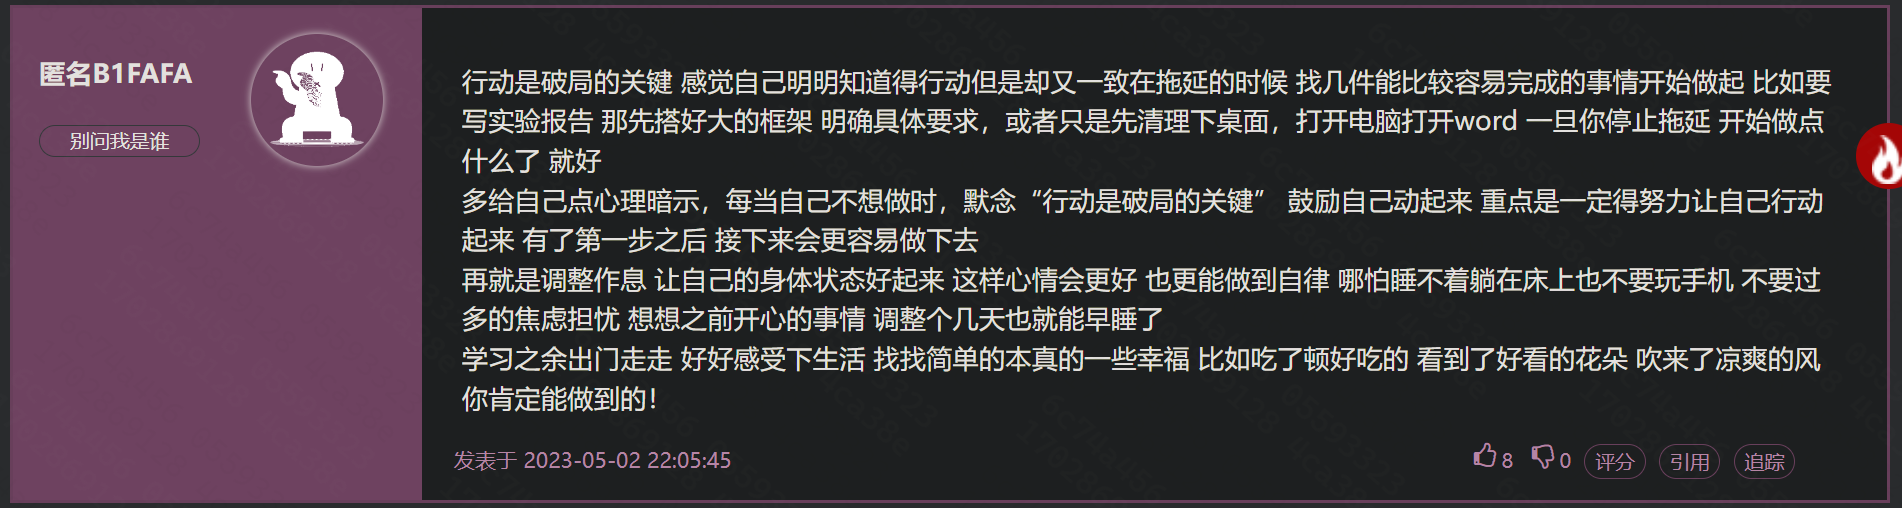 匿名B1FAFA
别问我是谁
行动是破局的关键 感觉自己明明知道得行动但是却又一致在拖延的时候 找几件能比较容易完成的事情开始做起 比如要
写实验报告 那先搭好大的框架 明确具体要求，或者只是先清理下桌面，打开电脑打开word 一旦你停止拖延 开始做点
什么了 就好
多给自己点心理暗示，每当自己不想做时，默念“行动是破局的关键” 鼓励自己动起来 重点是一定得努力让自己行动
起来 有了第一步之后 接下来会更容易做下去
再就是调整作息 让自己的身体状态好起来 这样心情会更好 也更能做到自律 哪怕睡不着躺在床上也不要玩手机 不要过
多的焦虑担忧 想想之前开心的事情 调整个几天也就能早睡了
学习之余出门走走 好好感受下生活 找找简单的本真的一些幸福 比如吃了顿好吃的 看到了好看的花朵 吹来了凉爽的风
你肯定能做到的！
发表于 2023-05-02 22:05:45
8 0 评分 引用 追踪